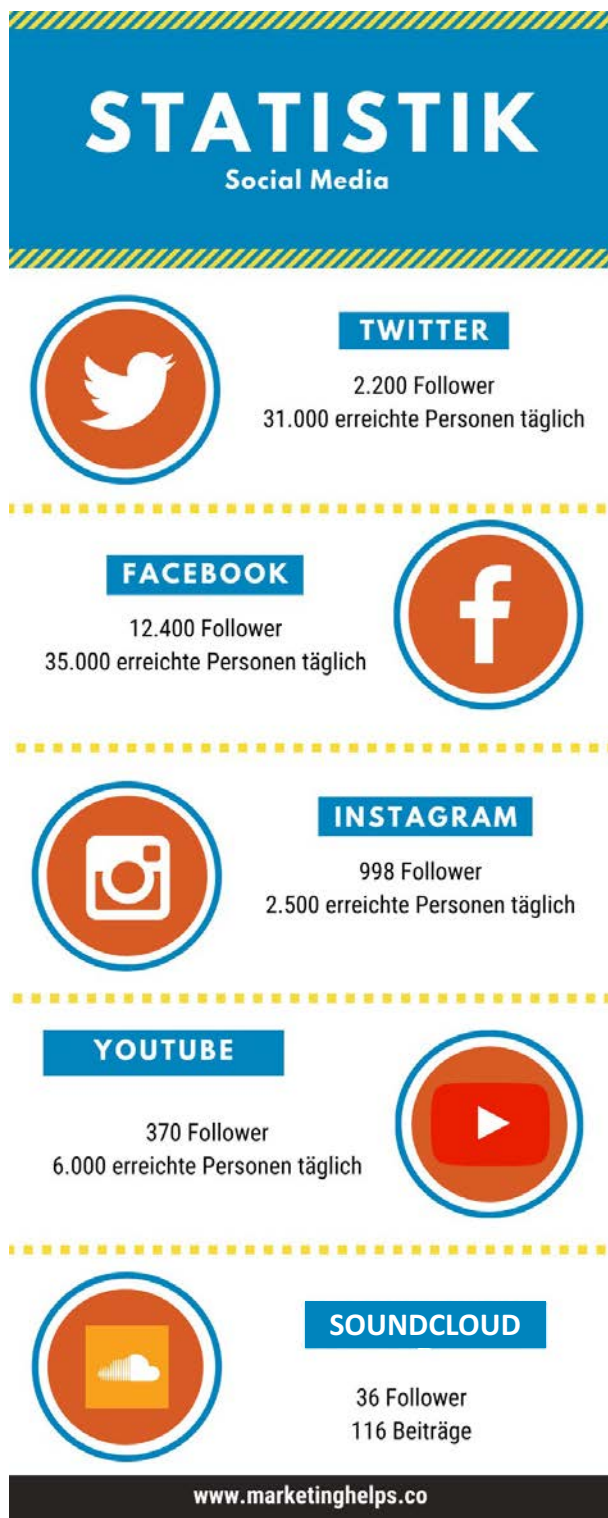 STATISTIK
Social Media
TWITTER
2.200 Follower
31.000 erreichte Personen täglich
FACEBOOK
12.400 Follower
35.000 erreichte Personen täglich
INSTAGRAM
998 Follower
2.500 erreichte Personen täglich
YOUTUBE
370 Follower
6.000 erreichte Personen täglich
SOUNDCLOUD
36 Follower
116 Beiträge
www.marketinghelps.co